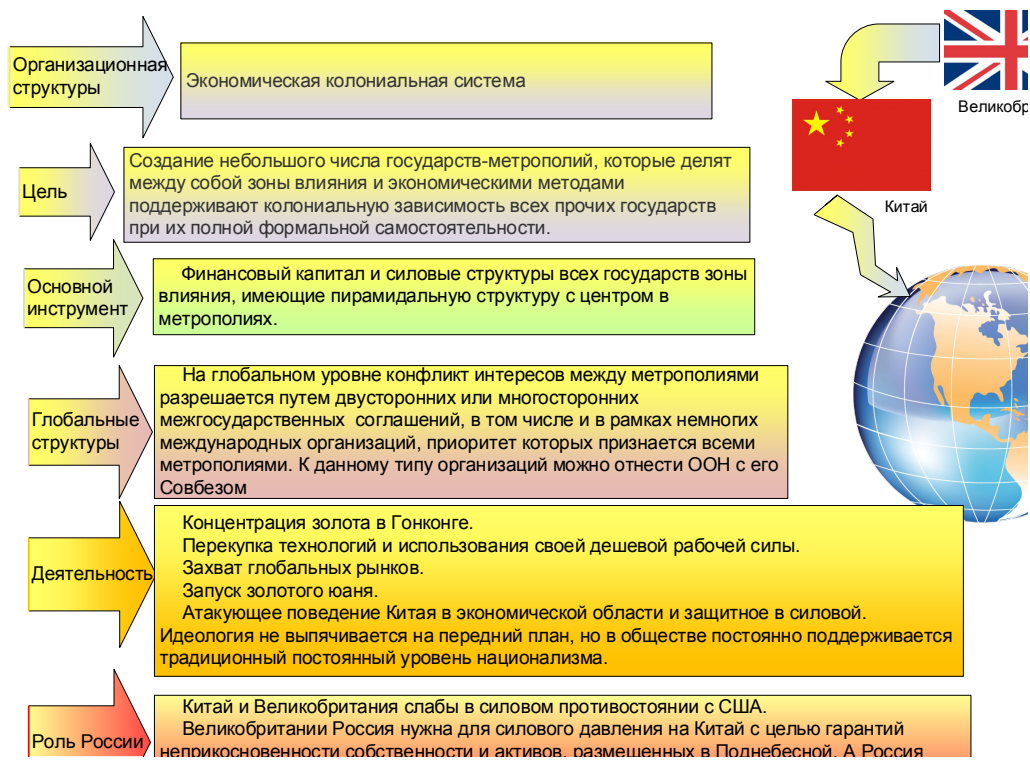 Организационная
структуры
Экономическая колониальная система
Великобр
Китай
Цель
Создание небольшого числа государств-метрополий, которые делят
между собой зоны влияния и экономическими методами
поддерживают колониальную зависимость всех прочих государств
при их полной формальной самостоятельности.
Основной
инструмент
Финансовый капитал и силовые структуры всех государств зоны
влияния, имеющие пирамидальную структуру с центром в
метрополиях.
Глобальные
структуры
На глобальном уровне конфликт интересов между метрополиями
разрешается путем двусторонних или многосторонних
межгосударственных соглашений, в том числе и в рамках немногих
международных организаций, приоритет которых признается всеми
метрополиями. К данному типу организаций можно отнести ООН с его
Совбезом
Деятельность
Концентрация золота в Гонконге.
Перекупка технологий и использования своей дешевой рабочей силы.
Захват глобальных рынков.
Запуск золотого юаня.
Атакующее поведение Китая в экономической области и защитное в силовой.
Идеология не выпячивается на передний план, но в обществе постоянно поддерживается
традиционный постоянный уровень национализма.
Роль России
Китай и Великобритания слабы в силовом противостоянии с США.
Великобритании Россия нужна для силового давления на Китай с целью гарантий
неприкосновенности собственности и активов, размещенных в Поднебесной. А Россия